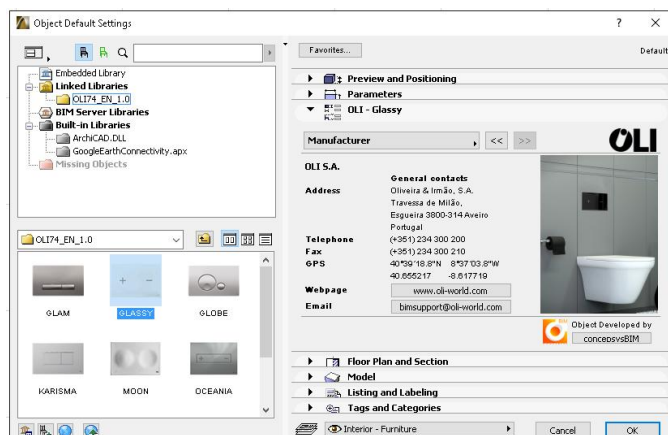 Object Default Settings
? ×
Embedded Library
Linked Libraries
OLI74_EN_1.0
BIM Server Libraries
Built-in Libraries
ArchiCAD.DLL
GoogleEarthConnectivity.apx
Missing Objects
OLI74_EN_1.0
GLAM GLASSY GLOBE
KARISMA MOON OCEANIA
Favorites...
Default
Preview and Positioning
Parameters
OLI - Glassy
Manufacturer << >>
OLI
OLI S.A.
General contacts
Address Oliveira & Irmão, S.A.
Travessa de Milão,
Esgueira 3800-314 Aveiro
Portugal
Telephone (+351) 234 300 200
Fax (+351) 234 300 210
GPS 40°39'18.8"N 8°37'03.8"W
40.655217 -8.617719
Webpage www.oli-world.com
Email bimsupport@oli-world.com
Object Developed by
concepsvsBIM
Floor Plan and Section
Model
Listing and Labeling
Tags and Categories
Interior - Furniture
Cancel OK